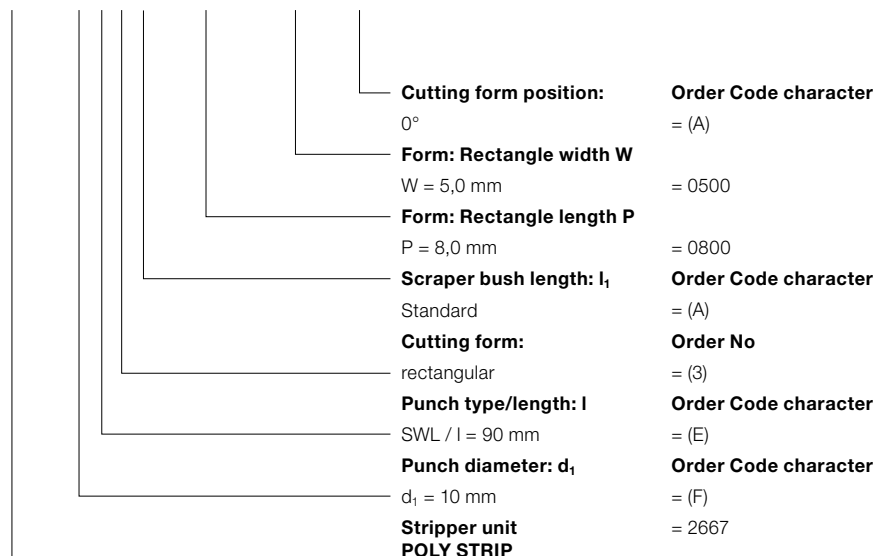 Cutting form position: Order Code character
0° = (A)
Form: Rectangle width W
W = 5,0 mm = 0500
Form: Rectangle length P
P = 8,0 mm = 0800
Scraper bush length: l₁ Order Code character
Standard = (A)
Cutting form: Order No
rectangular = (3)
Punch type/length: l Order Code character
SWL / l = 90 mm = (E)
Punch diameter: d₁ Order Code character
d₁ = 10 mm = (F)
Stripper unit = 2667
POLY STRIP